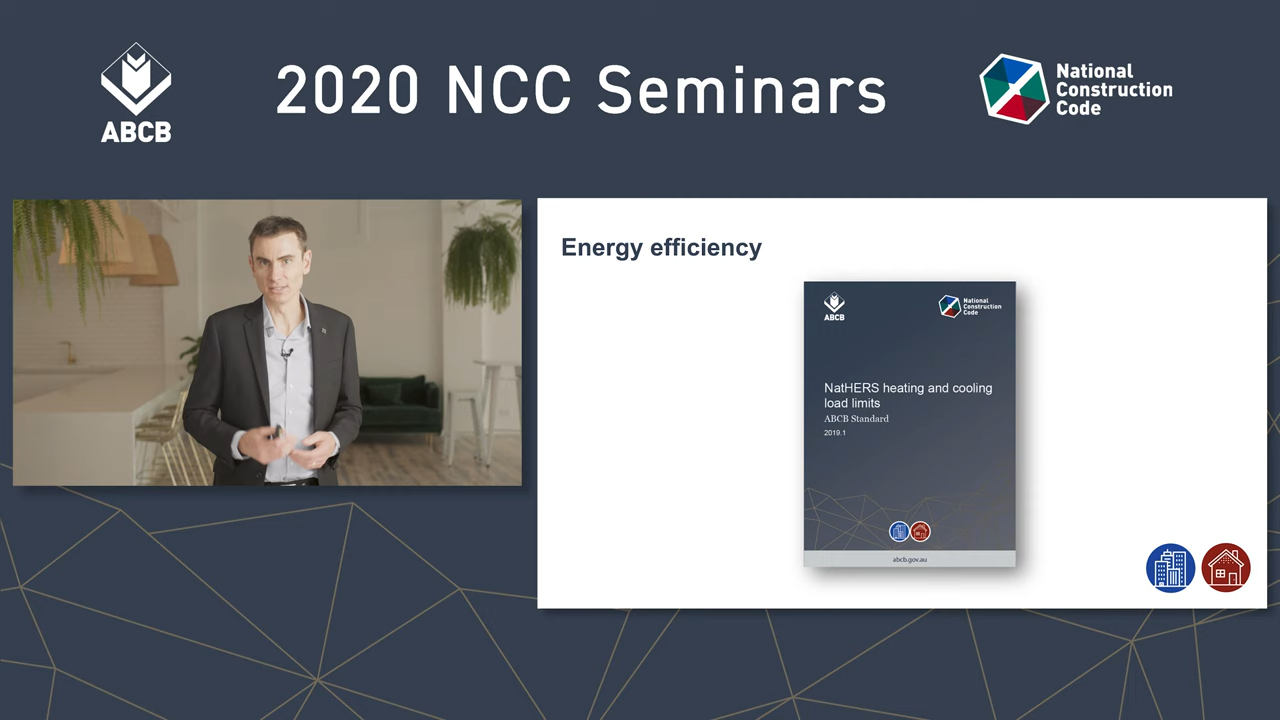 ABCB
2020 NCC Seminars
National
Construction
Code
Energy efficiency
ABCB
National
Construction
Code
NatHERS heating and cooling
load limits
ABCB Standard
2019.1
abcb.gov.au